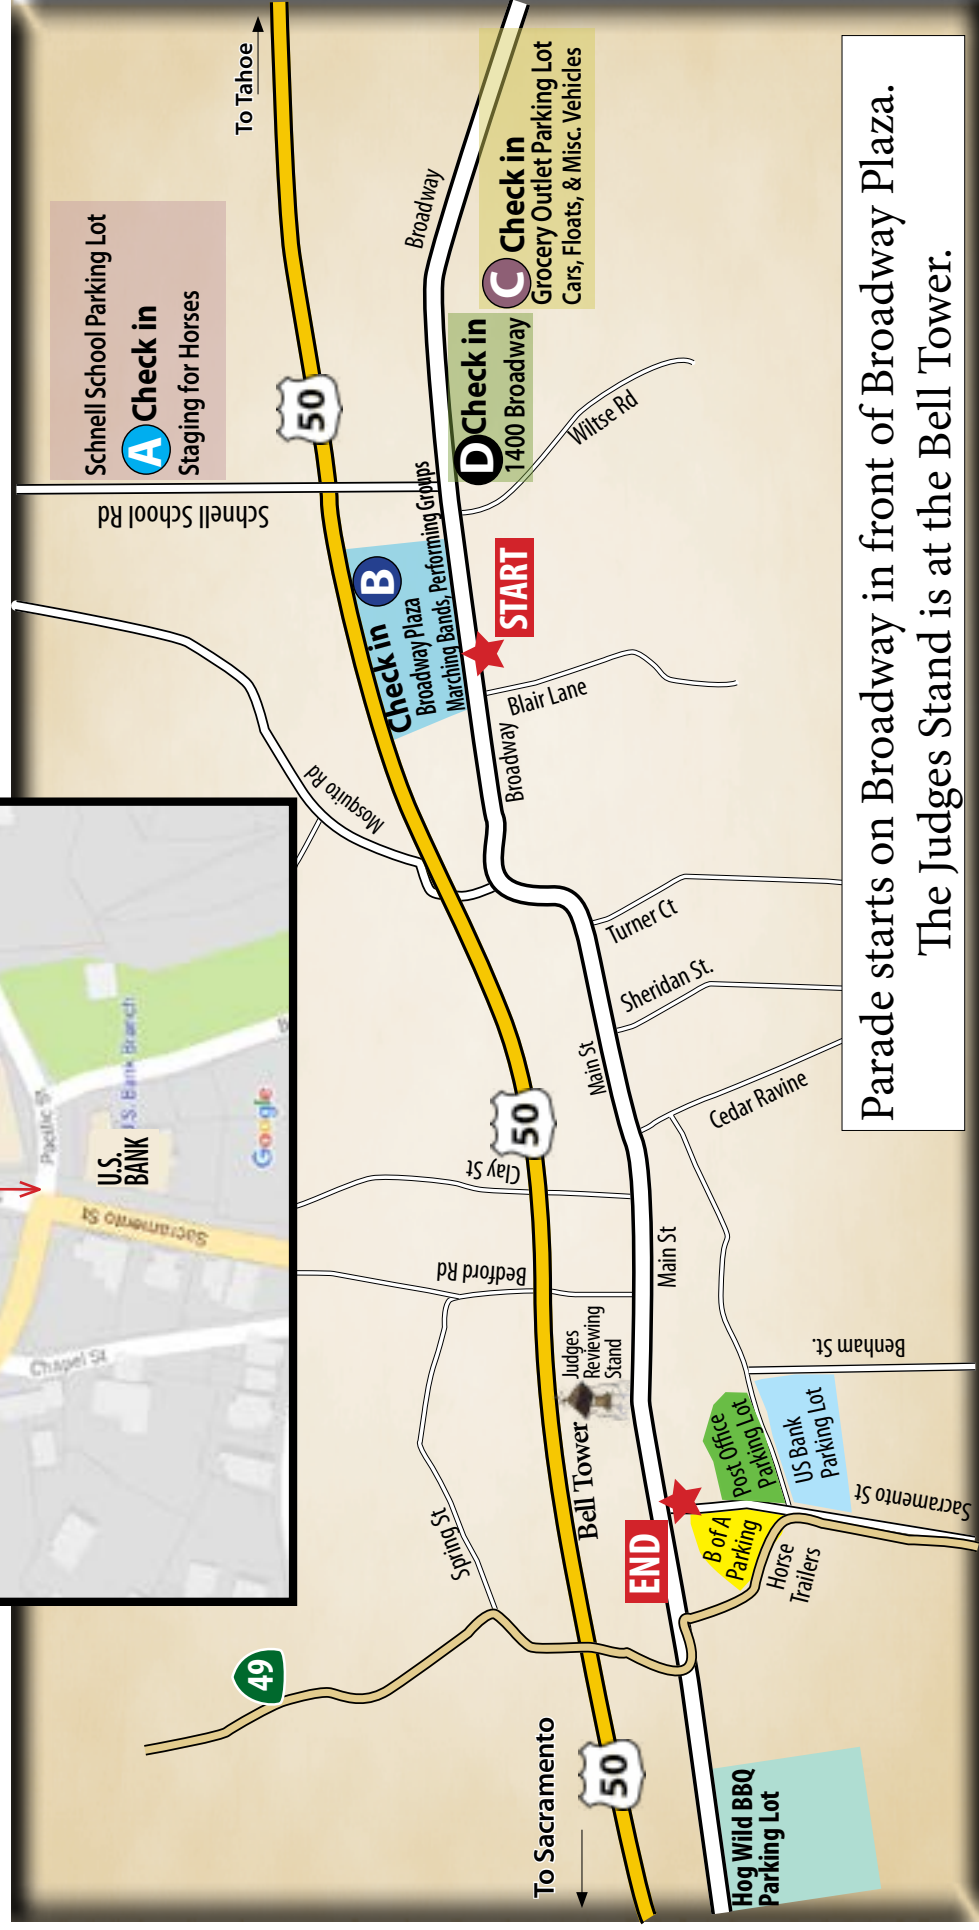 To Tahoe
Schnell School Parking Lot
A Check in
Staging for Horses
Schnell School Rd
50
Broadway
C Check in
Grocery Outlet Parking Lot
Cars, Floats, & Misc. Vehicles
D Check in
1400 Broadway
Wiltse Rd
Check in B
Broadway Plaza
Marching Bands, Performing Groups
START
Blair Lane
Broadway
Mosquito Rd
Turner Ct
Sheridan St.
Main St
Cedar Ravine
50
Clay St
Main St
Bedford Rd
Judges
Reviewing
Stand
Bell Tower
Benham St.
Post Office
Parking Lot
US Bank
Parking Lot
Sacramento St
B of A
Parking
Horse
Trailers
END
Spring St
49
50
To Sacramento
Hog Wild BBQ
Parking Lot
Pacific St
U.S. Bank Branch
U.S.
BANK
Google
Sacramento St
Chapel St
Parade starts on Broadway in front of Broadway Plaza.
The Judges Stand is at the Bell Tower.